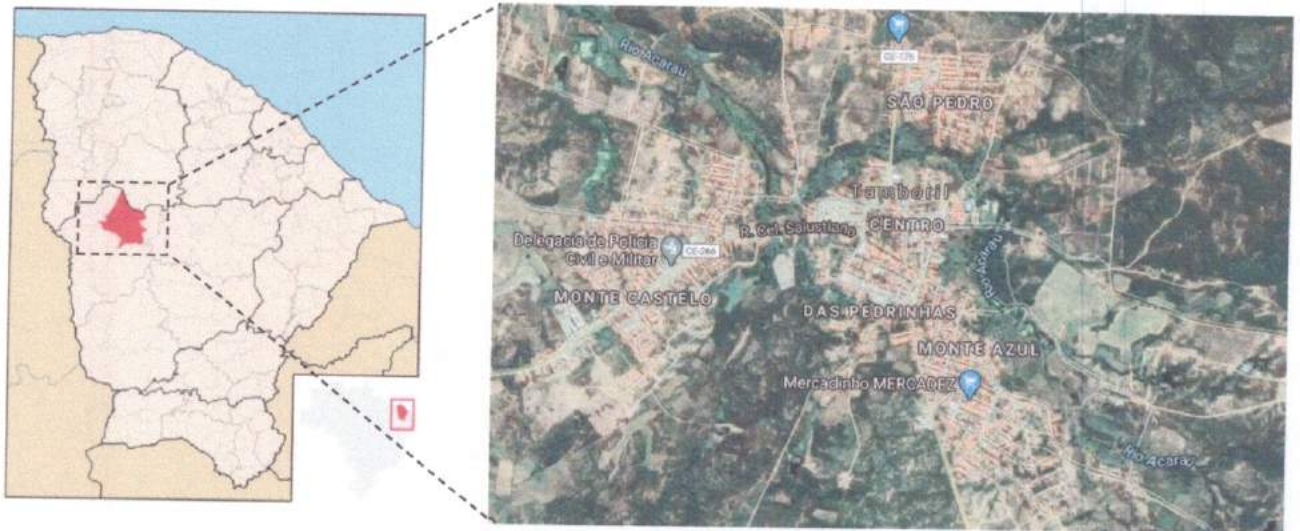 Rio Acaraú
CE-176
SÃO PEDRO
Tamboril
CENTRO
R. Cel. Salustiano
Delegacia de Polícia
Civil e Militar
CE-266
Rio Acaraú
MONTE CASTELO
DAS PEDRINHAS
MONTE AZUL
Mercadinho MERCADEZ
Rio Acaraú